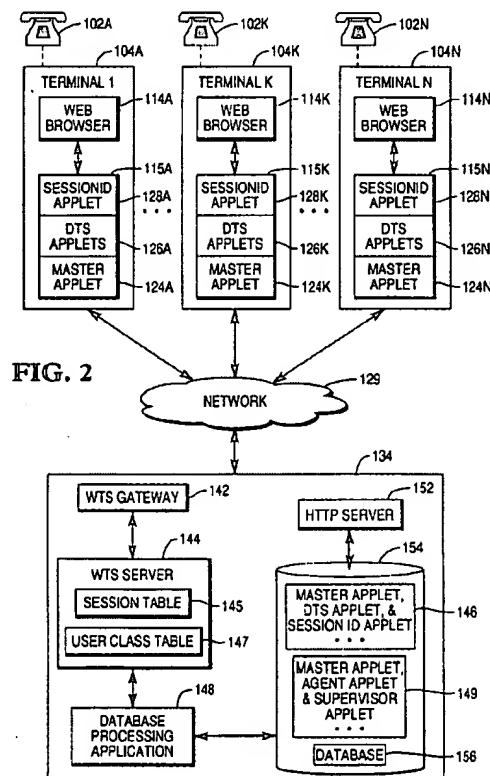 102A
102K
102N
104A
104K
104N
TERMINAL 1
TERMINAL K
TERMINAL N
WEB
BROWSER
114A
WEB
BROWSER
114K
WEB
BROWSER
114N
115A
115K
115N
SESSIONID
APPLET
128A
SESSIONID
APPLET
128K
SESSIONID
APPLET
128N
DTS
APPLETS
126A
DTS
APPLETS
126K
DTS
APPLETS
126N
MASTER
APPLET
124A
MASTER
APPLET
124K
MASTER
APPLET
124N
FIG. 2
129
NETWORK
134
WTS GATEWAY
142
HTTP SERVER
152
144
154
WTS SERVER
SESSION TABLE
145
USER CLASS TABLE
147
MASTER APPLET,
DTS APPLET, &
SESSION ID APPLET
146
MASTER APPLET,
AGENT APPLET
& SUPERVISOR
APPLET
149
148
DATABASE
PROCESSING
APPLICATION
DATABASE
156